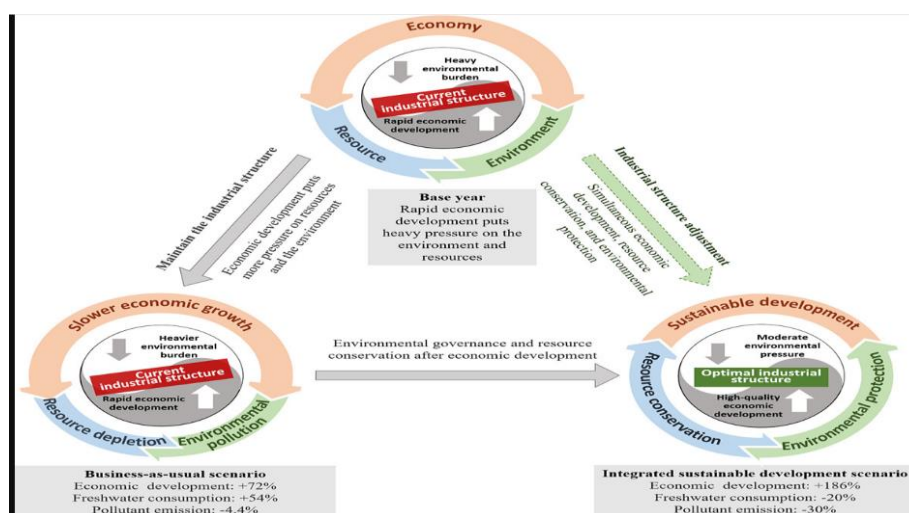 Economy
Heavy
environmental
burden
Current
industrial structure
Rapid economic
development
Resource
Environment
Base year
Rapid economic
development puts
heavy pressure on the
environment and
resources
Maintain the industrial structure
Economic development puts
more pressure on resources
and the environment
Industrial structure adjustment
Simultaneous economic
development, resource
conservation, and environmental
protection
Slower economic growth
Heavier
environmental
burden
Current
industrial structure
Rapid economic
development
Resource depletion
Environmental
pollution
Environmental governance and resource
conservation after economic development
Sustainable development
Moderate
environmental
pressure
Optimal industrial
structure
High-quality
economic
development
Resource conservation
Environmental protection
Business-as-usual scenario
Economic development: +72%
Freshwater consumption: +54%
Pollutant emission: -4.4%
Integrated sustainable development scenario
Economic development: +186%
Freshwater consumption: -20%
Pollutant emission: -30%